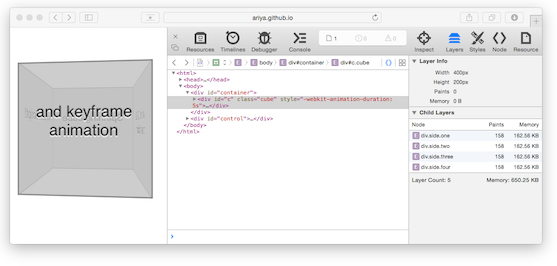 ariya.github.io
Resources
Timelines
Debugger
Console
1
0
0
Inspect
Layers
Styles
Node
Resource
body
div#container
div#c.cube
and keyframe
animation
<html>
<head>…</head>
<body>
<div id="container">
<div id="c" class="cube" style="-webkit-animation-duration:
5s">…</div>
</div>
<div id="control">…</div>
</body>
</html>
Layer Info
Width 400px
Height 200px
Paints 0
Memory 0 B
Child Layers
Node Paints Memory
div.side.one 158 162.56 KB
div.side.two 158 162.56 KB
div.side.three 158 162.56 KB
div.side.four 158 162.56 KB
Layer Count: 5 Memory: 650.25 KB